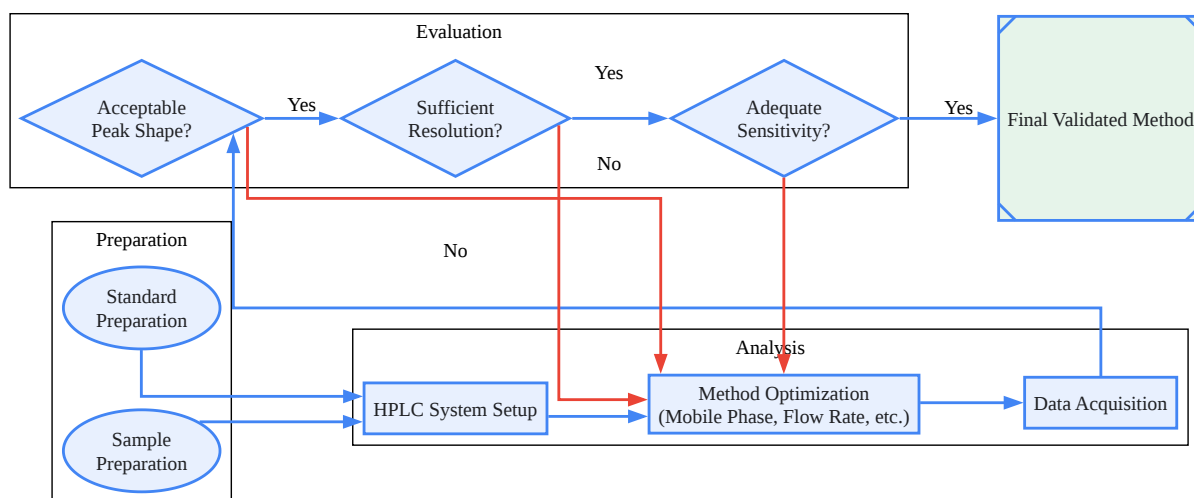 Evaluation
Acceptable
Peak Shape?
Yes
Sufficient
Resolution?
Yes
Adequate
Sensitivity?
Yes
Final Validated Method
No
No
Preparation
Standard
Preparation
Sample
Preparation
Analysis
HPLC System Setup
Method Optimization
(Mobile Phase, Flow Rate, etc.)
Data Acquisition